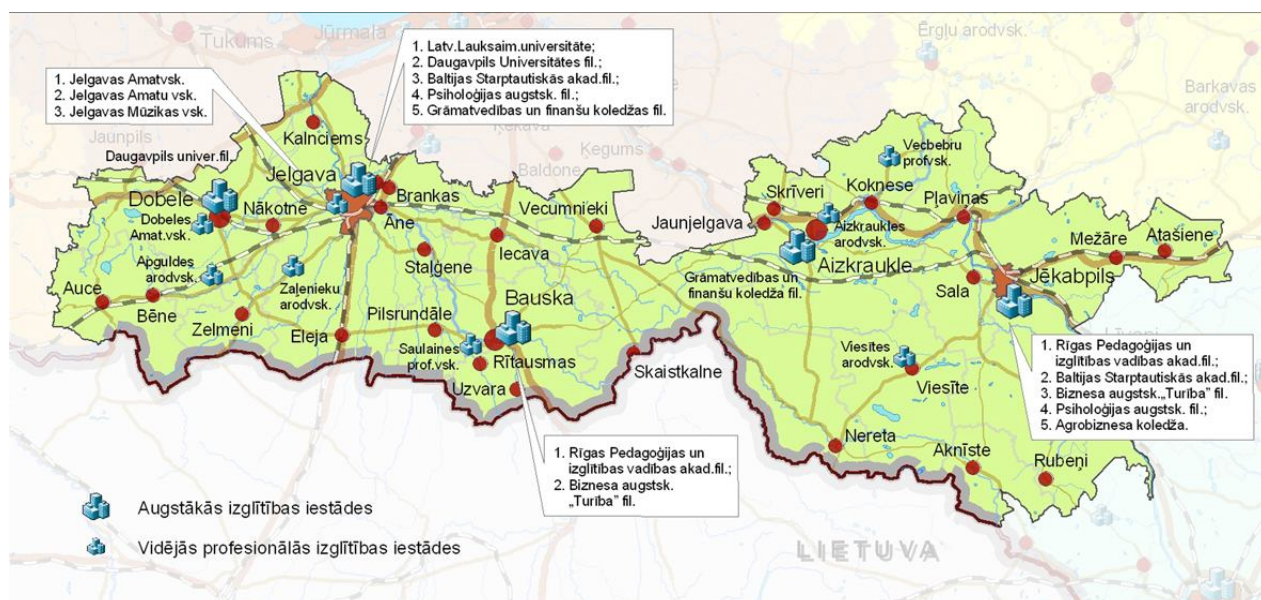 Ērgļu arodvsk.
Jūrmala
Tukums
Barkavas
arodvsk.
1. Latv.Lauksaim.universitāte;
2. Daugavpils Universitātes fil.;
3. Baltijas Starptautiskās akad.fil.;
4. Psiholoģijas augstsk. fil.;
5. Grāmatvedības un finanšu koledžas fil.
1. Jelgavas Amatvsk.
2. Jelgavas Amatu vsk.
3. Jelgavas Mūzikas vsk.
Jaunpils
Kalnciems
Ķekava
Baldone
Ķegums
Daugavpils univer.fil.
Jelgava
Dobele
Brankas
Nākotne
Āne
Dobeles
Amat.vsk.
Vecumnieki
Iecava
Staļģene
Apguldes
arodvsk.
Zaļenieku
arodvsk.
Auce
Bēne
Zelmeņi
Eleja
Pilsrundāle
Bauska
Saulaines
prof.vsk.
Rītausmas
Uzvara
Skaistkalne
Vecbebru
profvsk.
Skrīveri
Koknese
Pļaviņas
Jaunjelgava
Aizkraukles
arodvsk.
Aizkraukle
Grāmatvedības un
finanšu koledža fil.
Mežāre
Atašiene
Sala
Jēkabpils
Līvāni
Viesītes
arodvsk.
Viesīte
Nereta
Aknīste
Rubeņi
1. Rīgas Pedagoģijas un
izglītības vadības akad.fil.;
2. Baltijas Starptautiskās akad.fil.;
3. Biznesa augstsk.„Turība” fil.
4. Psiholoģijas augstsk. fil.;
5. Agrobiznesa koledža.
1. Rīgas Pedagoģijas un
izglītības vadības akad.fil.;
2. Biznesa augstsk.
„Turība” fil.
Augstākās izglītības iestādes
Vidējās profesionālās izglītības iestādes
LIETUVA